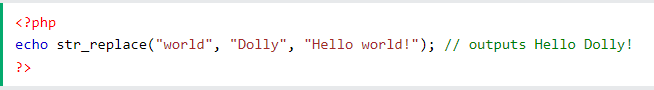 <?php
echo str_replace("world", "Dolly", "Hello world!"); // outputs Hello Dolly!
?>